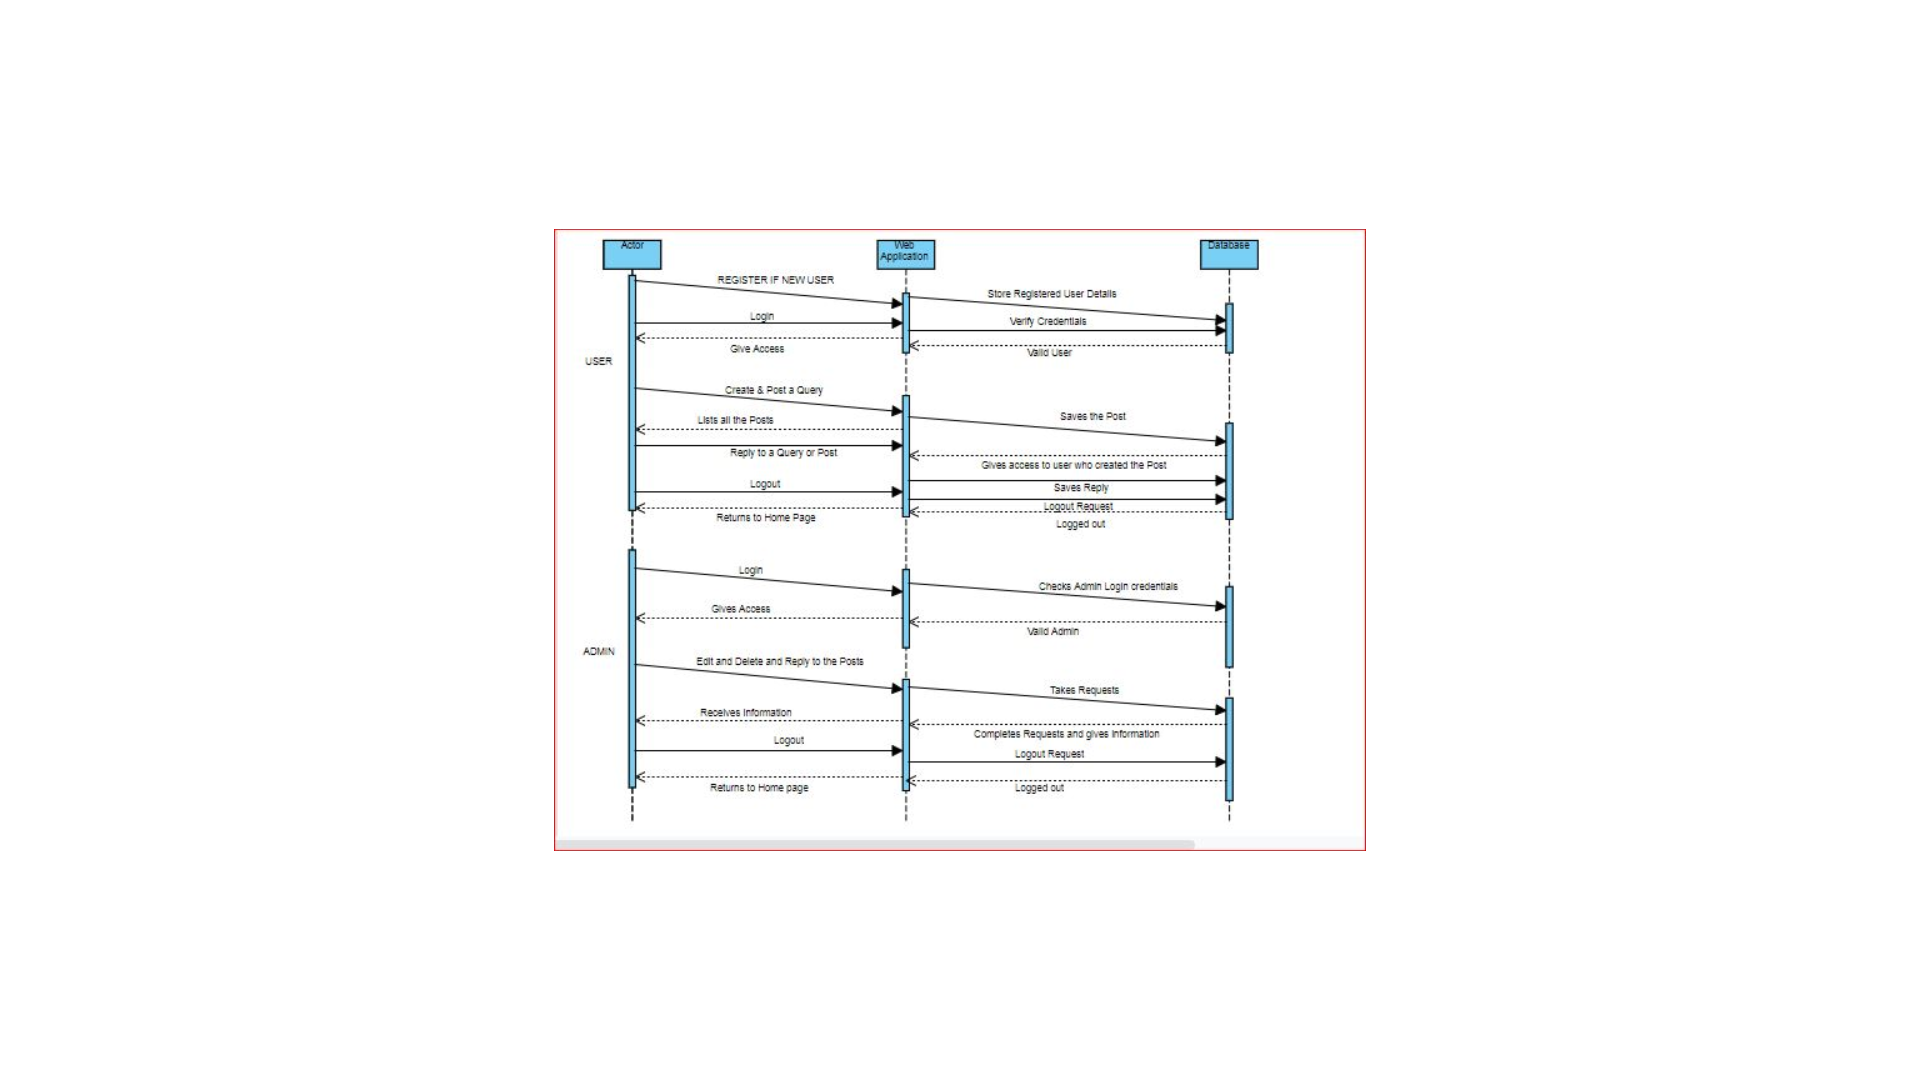 Actor
Web
Application
Database
REGISTER IF NEW USER
Store Registered User Details
Login
Verify Credentials
Give Access
Valid User
USER
Create & Post a Query
Saves the Post
Lists all the Posts
Reply to a Query or Post
Gives access to user who created the Post
Logout
Saves Reply
Logout Request
Returns to Home Page
Logged out
Login
Checks Admin Login credentials
Gives Access
Valid Admin
ADMIN
Edit and Delete and Reply to the Posts
Takes Requests
Receives Information
Completes Requests and gives Information
Logout
Logout Request
Returns to Home page
Logged out